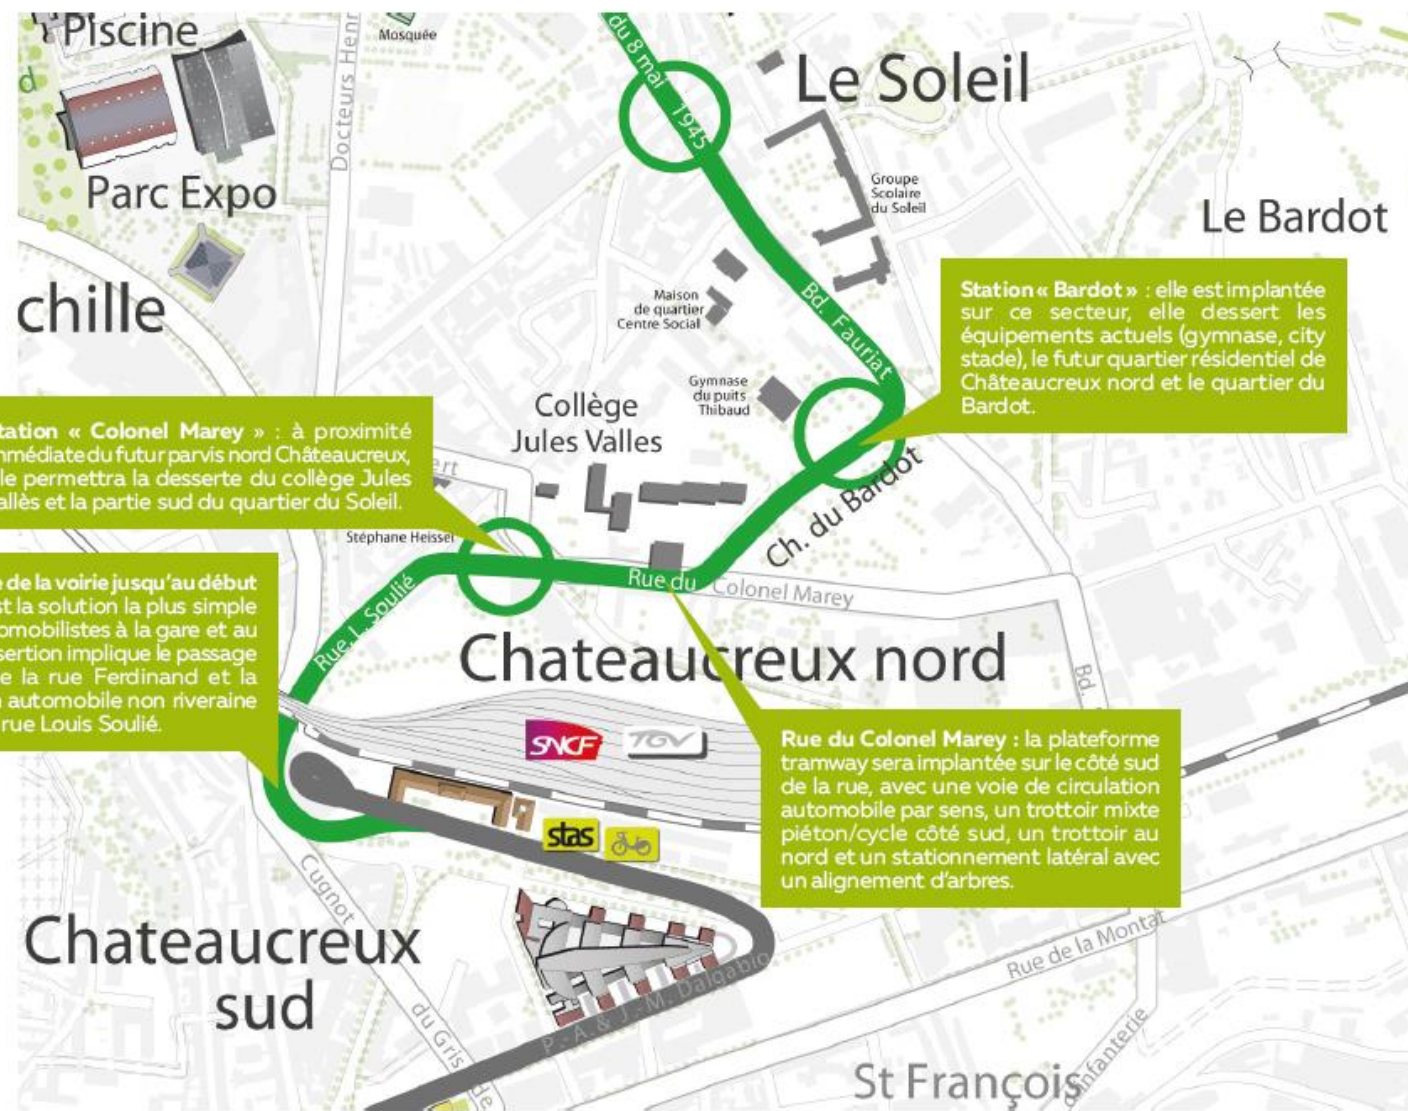 Piscine
Mosquée
d
Docteurs Henr
Parc Expo
chille
du 8 mai 1945
Le Soleil
Groupe
Scolaire
du Soleil
Le Bardot
Maison
de quartier
Centre Social
Bd. Fauriat
Station « Bardot » : elle est implantée
sur ce secteur, elle dessert les
équipements actuels (gymnase, city
stade), le futur quartier résidentiel de
Châteaucreux nord et le quartier du
Bardot.
Gymnase
du puits
Thibaud
Collège
Jules Valles
tation « Colonel Marey » : à proximité
mmédiate du futur parvis nord Châteaucreux,
le permettra la desserte du collège Jules
allès et la partie sud du quartier du Soleil.
ert
Ch. du Bardot
Stéphane Heissel
Rue du Colonel Marey
Rue. L. Soulié
e de la voirie jusqu'au début
st la solution la plus simple
omobilistes à la gare et au
sertion implique le passage
e la rue Ferdinand et la
n automobile non riveraine
rue Louis Soulié.
Chateaucreux nord
Bd.
SNCF
TGV
Rue du Colonel Marey : la plateforme
tramway sera implantée sur le côté sud
de la rue, avec une voie de circulation
automobile par sens, un trottoir mixte
piéton/cycle côté sud, un trottoir au
nord et un stationnement latéral avec
un alignement d'arbres.
stas
Cugnot
Chateaucreux
sud
du Gris de
P.-A. & J.-M. Dalgabio
Rue de la Montat
St François
nfanterie